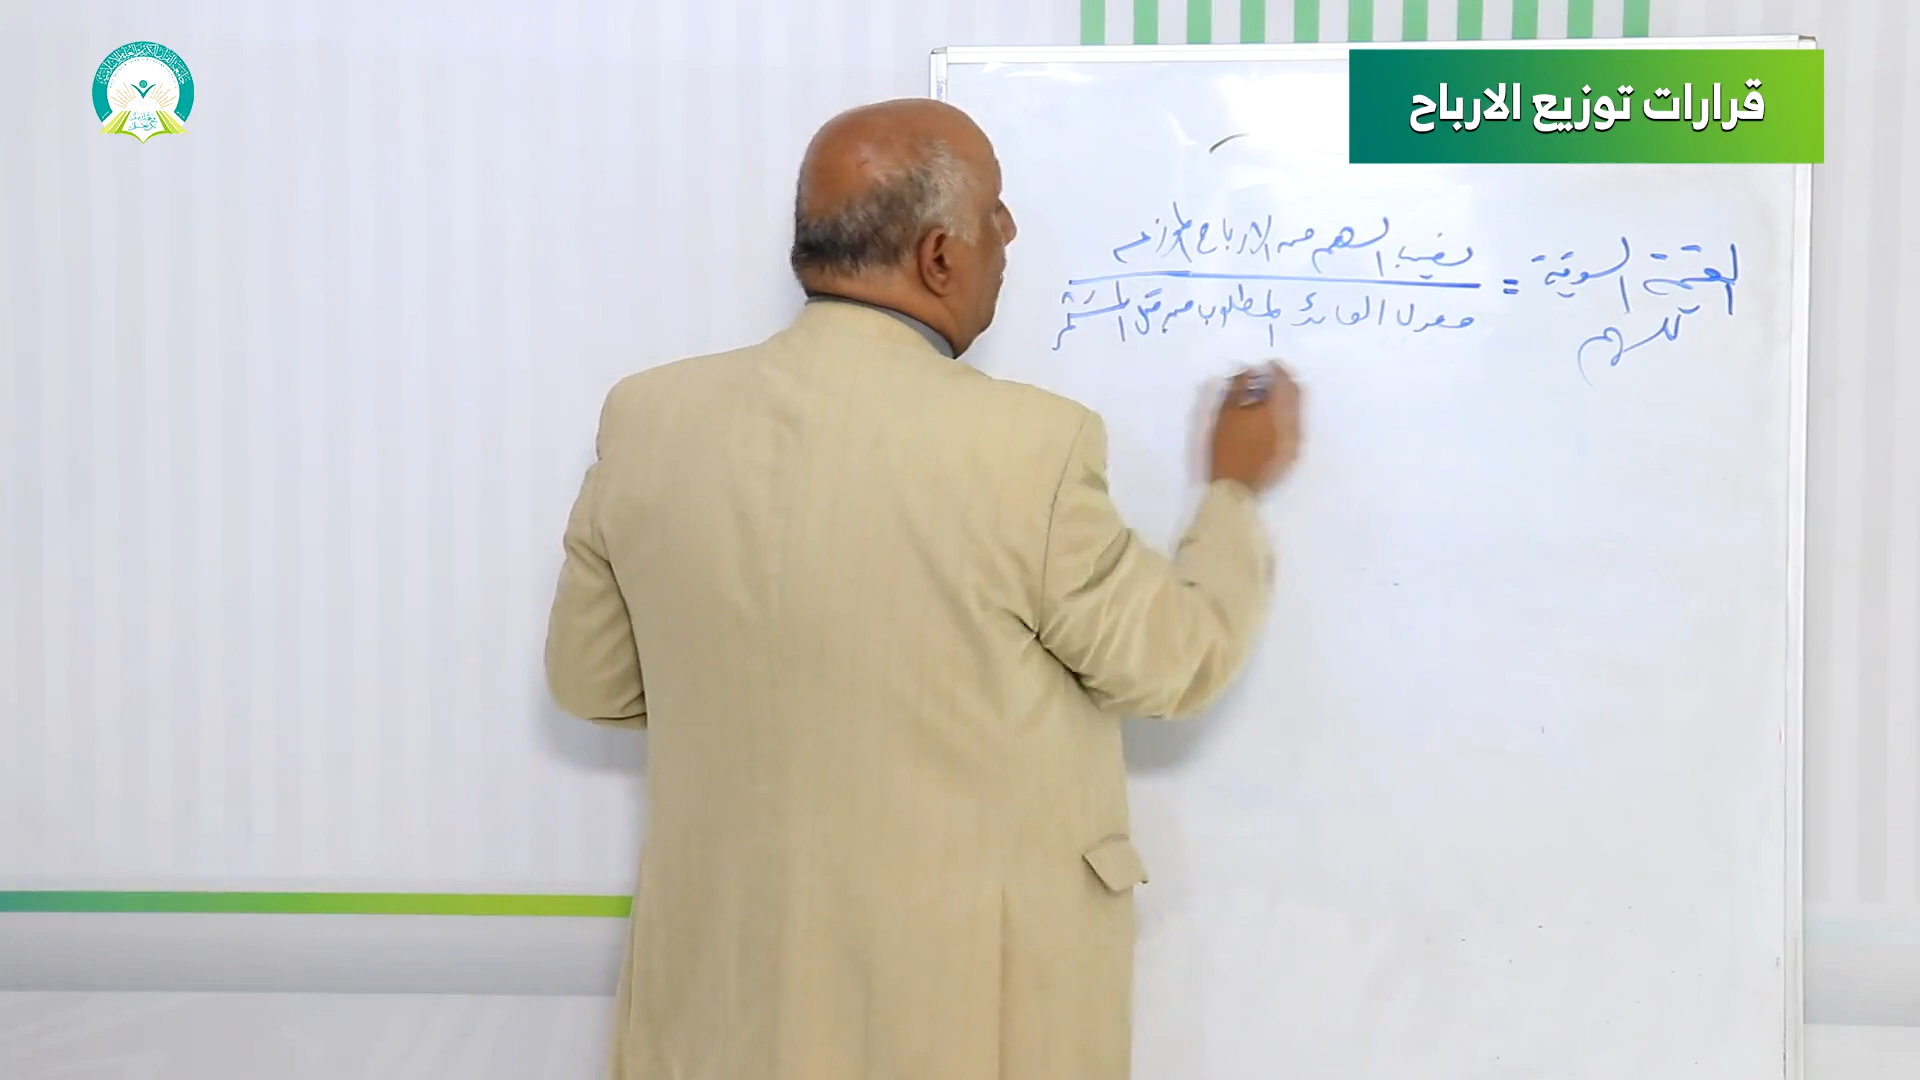 قرارات توزيع الارباح
القيمة السوقية = نصيب السهم من الارباح الموزعة
للسهم
معدل العائد المطلوب من قبل المستثمر